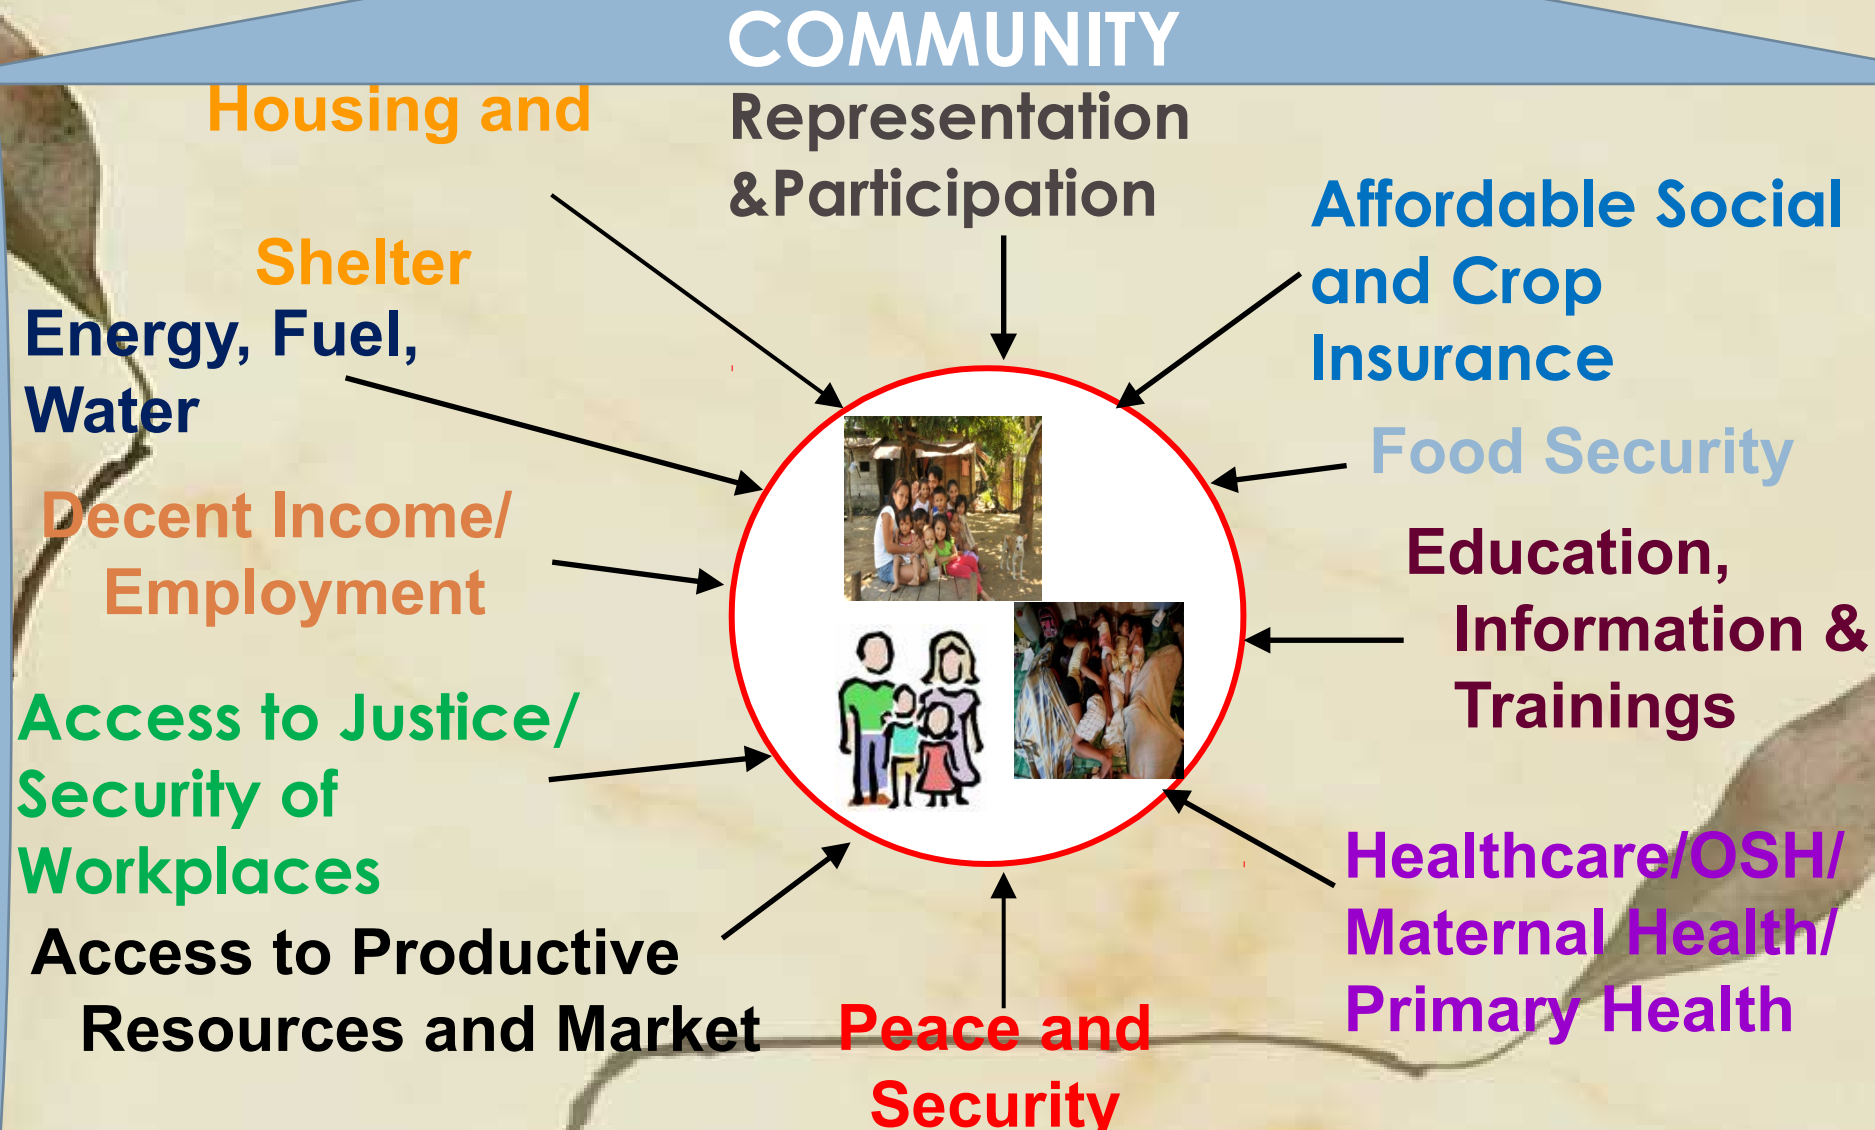 COMMUNITY
Housing and
Shelter
Representation
&Participation
Affordable Social
and Crop
Insurance
Energy, Fuel,
Water
Food Security
Decent Income/
Employment
Education,
Information &
Trainings
Access to Justice/
Security of
Workplaces
Healthcare/OSH/
Maternal Health/
Primary Health
Access to Productive
Resources and Market
Peace and
Security